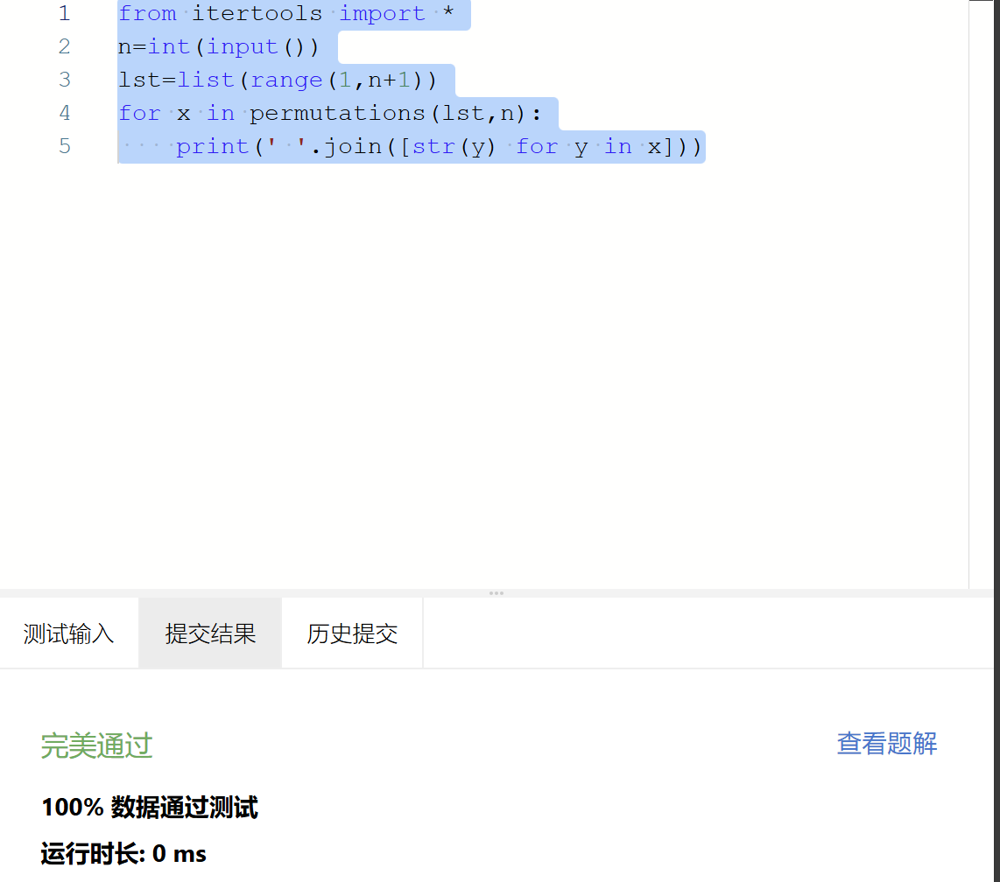 1 from itertools import *
2 n=int(input())
3 lst=list(range(1,n+1))
4 for x in permutations(lst,n):
5     print(' '.join([str(y) for y in x]))
测试输入 提交结果 历史提交
完美通过 查看题解
100% 数据通过测试
运行时长: 0 ms